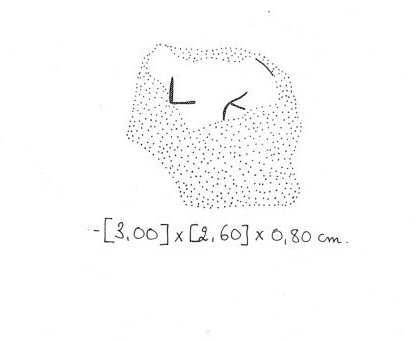 -[3,00] x [2,60] x 0,80 cm.